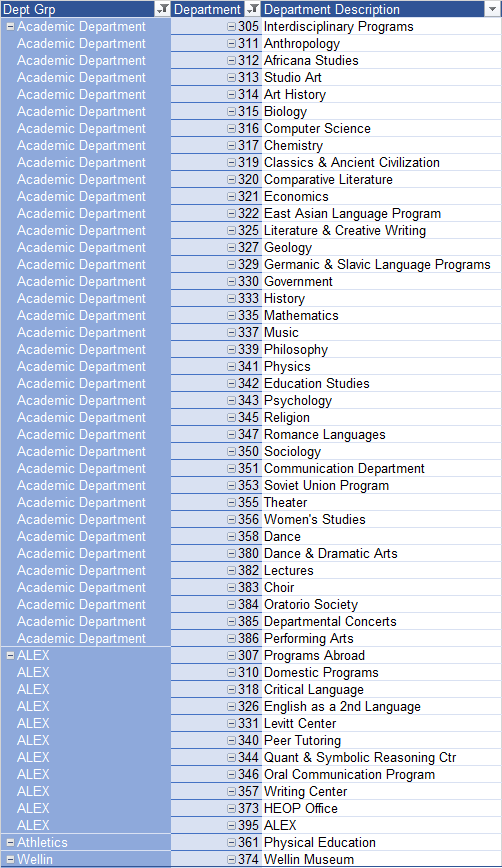 Dept Grp Department Department Description
Academic Department 305 Interdisciplinary Programs
Academic Department 311 Anthropology
Academic Department 312 Africana Studies
Academic Department 313 Studio Art
Academic Department 314 Art History
Academic Department 315 Biology
Academic Department 316 Computer Science
Academic Department 317 Chemistry
Academic Department 319 Classics & Ancient Civilization
Academic Department 320 Comparative Literature
Academic Department 321 Economics
Academic Department 322 East Asian Language Program
Academic Department 325 Literature & Creative Writing
Academic Department 327 Geology
Academic Department 329 Germanic & Slavic Language Programs
Academic Department 330 Government
Academic Department 333 History
Academic Department 335 Mathematics
Academic Department 337 Music
Academic Department 339 Philosophy
Academic Department 341 Physics
Academic Department 342 Education Studies
Academic Department 343 Psychology
Academic Department 345 Religion
Academic Department 347 Romance Languages
Academic Department 350 Sociology
Academic Department 351 Communication Department
Academic Department 353 Soviet Union Program
Academic Department 355 Theater
Academic Department 356 Women's Studies
Academic Department 358 Dance
Academic Department 380 Dance & Dramatic Arts
Academic Department 382 Lectures
Academic Department 383 Choir
Academic Department 384 Oratorio Society
Academic Department 385 Departmental Concerts
Academic Department 386 Performing Arts
ALEX 307 Programs Abroad
ALEX 310 Domestic Programs
ALEX 318 Critical Language
ALEX 326 English as a 2nd Language
ALEX 331 Levitt Center
ALEX 340 Peer Tutoring
ALEX 344 Quant & Symbolic Reasoning Ctr
ALEX 346 Oral Communication Program
ALEX 357 Writing Center
ALEX 373 HEOP Office
ALEX 395 ALEX
Athletics 361 Physical Education
Wellin 374 Wellin Museum